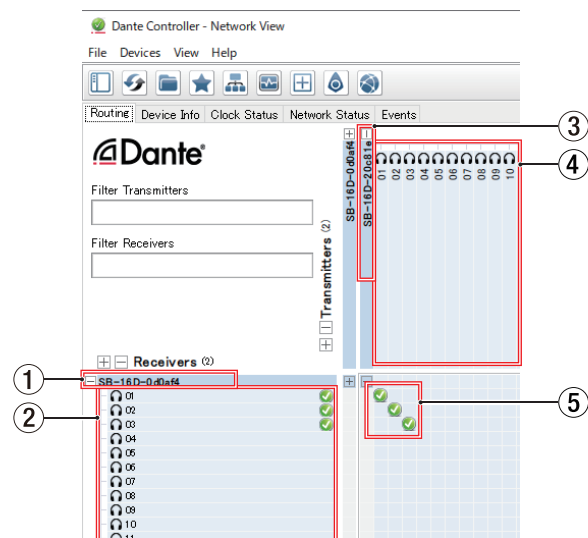 Dante Controller - Network View
File Devices View Help
Routing Device Info Clock Status Network Status Events
Dante®
Filter Transmitters
Filter Receivers
Transmitters (2)
SB-16D-0d0af4
SB-16D-20c81e
01 02 03 04 05 06 07 08 09 10
3
4
Receivers (2)
1
SB-16D-0d0af4
2
01
02
03
04
05
06
07
08
09
10
5